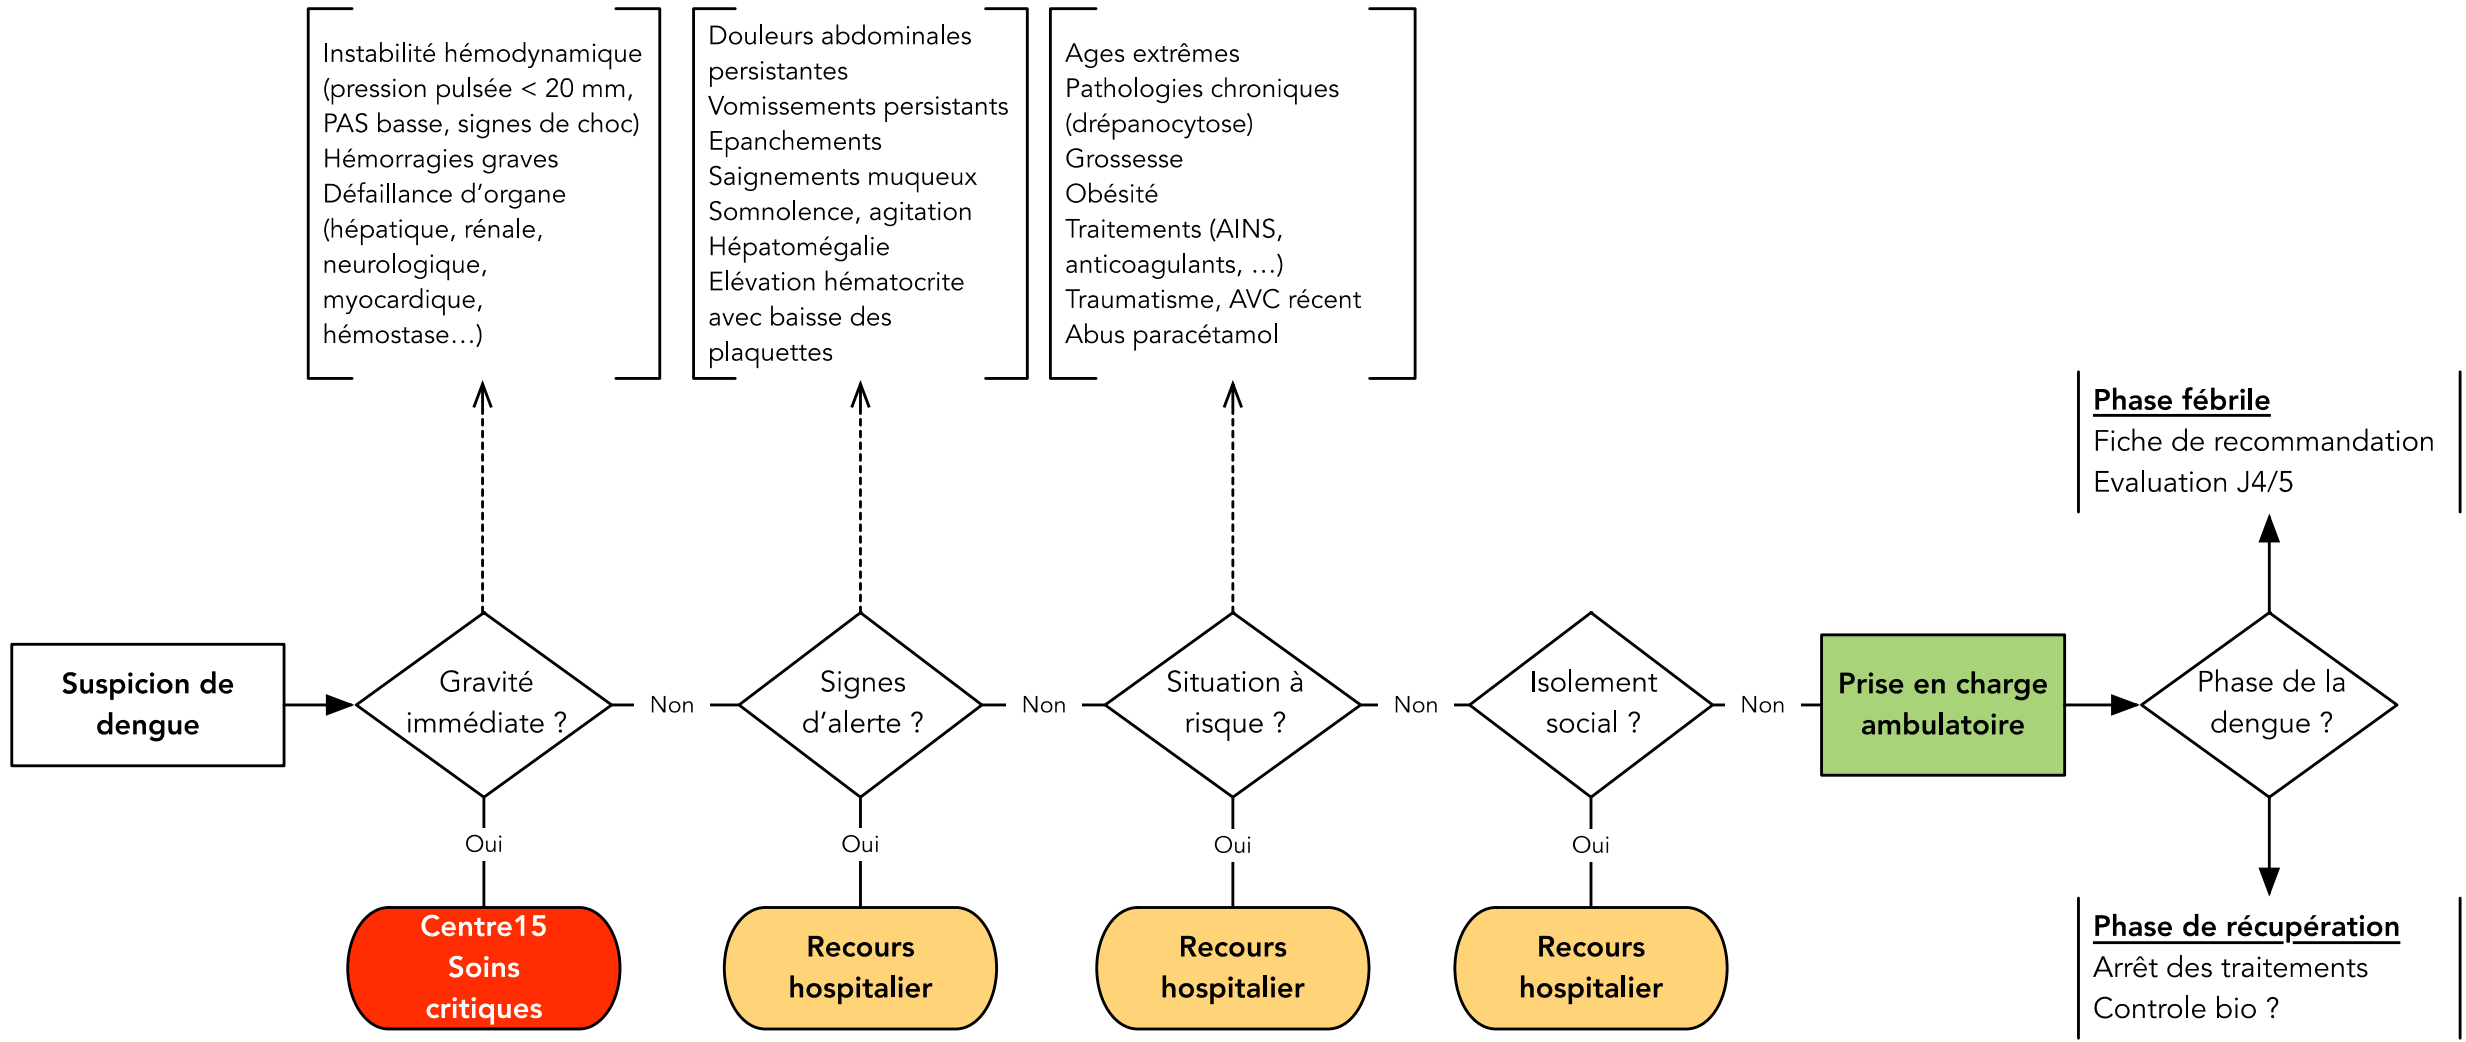 Instabilité hémodynamique
(pression pulsée < 20 mm,
PAS basse, signes de choc)
Hémorragies graves
Défaillance d’organe
(hépatique, rénale,
neurologique,
myocardique,
hémostase…)
Douleurs abdominales
persistantes
Vomissements persistants
Epanchements
Saignements muqueux
Somnolence, agitation
Hépatomégalie
Elévation hématocrite
avec baisse des
plaquettes
Ages extrêmes
Pathologies chroniques
(drépanocytose)
Grossesse
Obésité
Traitements (AINS,
anticoagulants, …)
Traumatisme, AVC récent
Abus paracétamol
Phase fébrile
Fiche de recommandation
Evaluation J4/5
Suspicion de
dengue
Gravité
immédiate ?
Non
Signes
d’alerte ?
Non
Situation à
risque ?
Non
Isolement
social ?
Non
Prise en charge
ambulatoire
Phase de la
dengue ?
Oui
Oui
Oui
Oui
Centre15
Soins
critiques
Recours
hospitalier
Recours
hospitalier
Recours
hospitalier
Phase de récupération
Arrêt des traitements
Controle bio ?